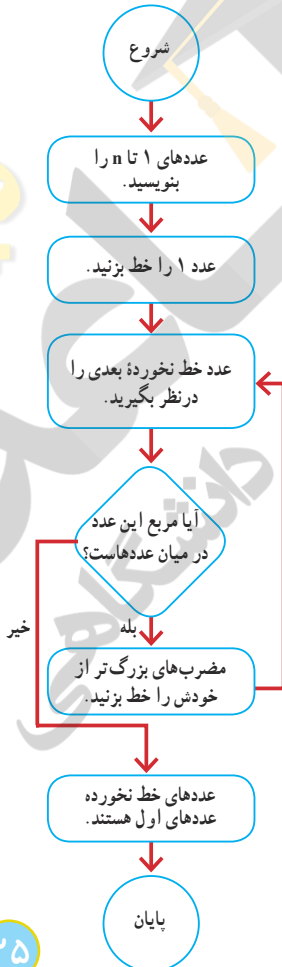 شروع
عددهای ۱ تا n را
بنویسید.
عدد ۱ را خط بزنید.
عدد خط نخوردهٔ بعدی را
درنظر بگیرید.
آیا مربع این عدد
در میان عددهاست؟
خیر
بله
مضرب‌های بزرگ‌تر از
خودش را خط بزنید.
عددهای خط نخورده
عددهای اول هستند.
پایان